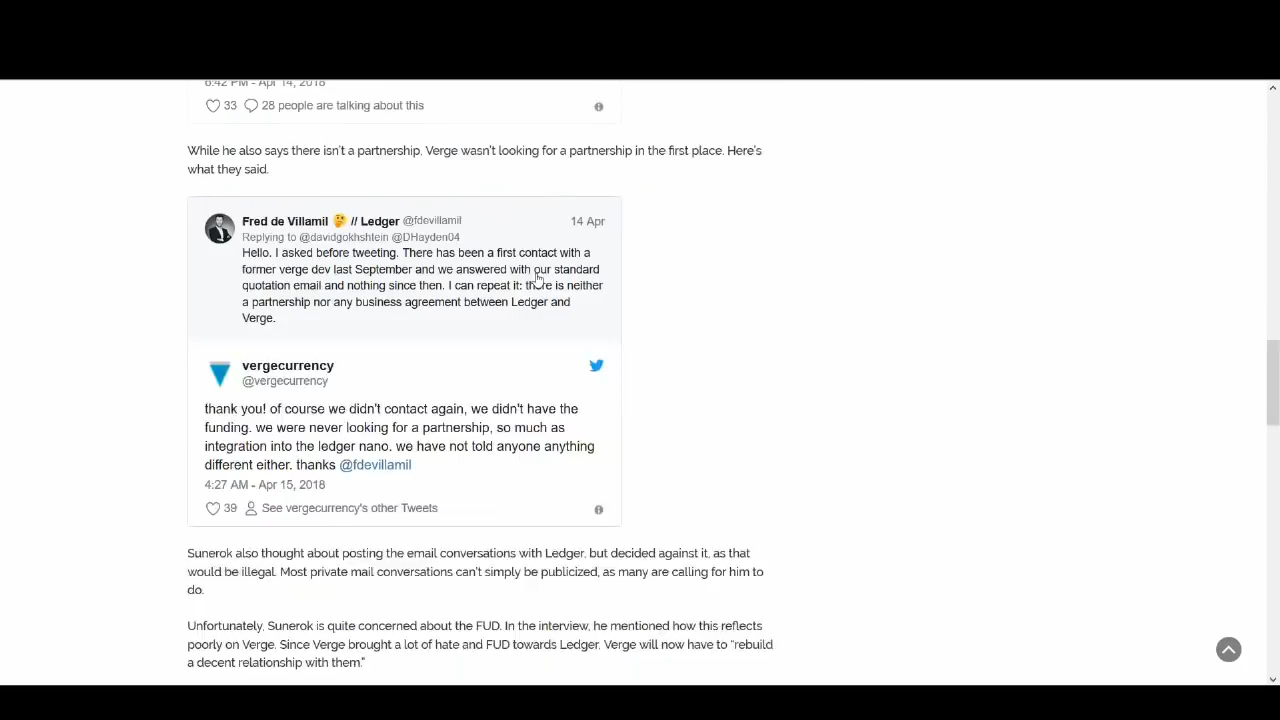 6:42 PM - Apr 14, 2018
33 28 people are talking about this
While he also says there isn't a partnership, Verge wasn't looking for a partnership in the first place. Here's
what they said.
Fred de Villamil 🤔 // Ledger @fdevillamil 14 Apr
Replying to @davidgokhshtein @DHayden04
Hello. I asked before tweeting. There has been a first contact with a
former verge dev last September and we answered with our standard
quotation email and nothing since then. I can repeat it: there is neither
a partnership nor any business agreement between Ledger and
Verge.
vergecurrency
@vergecurrency
thank you! of course we didn't contact again, we didn't have the
funding. we were never looking for a partnership, so much as
integration into the ledger nano. we have not told anyone anything
different either. thanks @fdevillamil
4:27 AM - Apr 15, 2018
39 See vergecurrency's other Tweets
Sunerok also thought about posting the email conversations with Ledger, but decided against it, as that
would be illegal. Most private mail conversations can't simply be publicized, as many are calling for him to
do.
Unfortunately, Sunerok is quite concerned about the FUD. In the interview, he mentioned how this reflects
poorly on Verge. Since Verge brought a lot of hate and FUD towards Ledger, Verge will now have to "rebuild
a decent relationship with them."